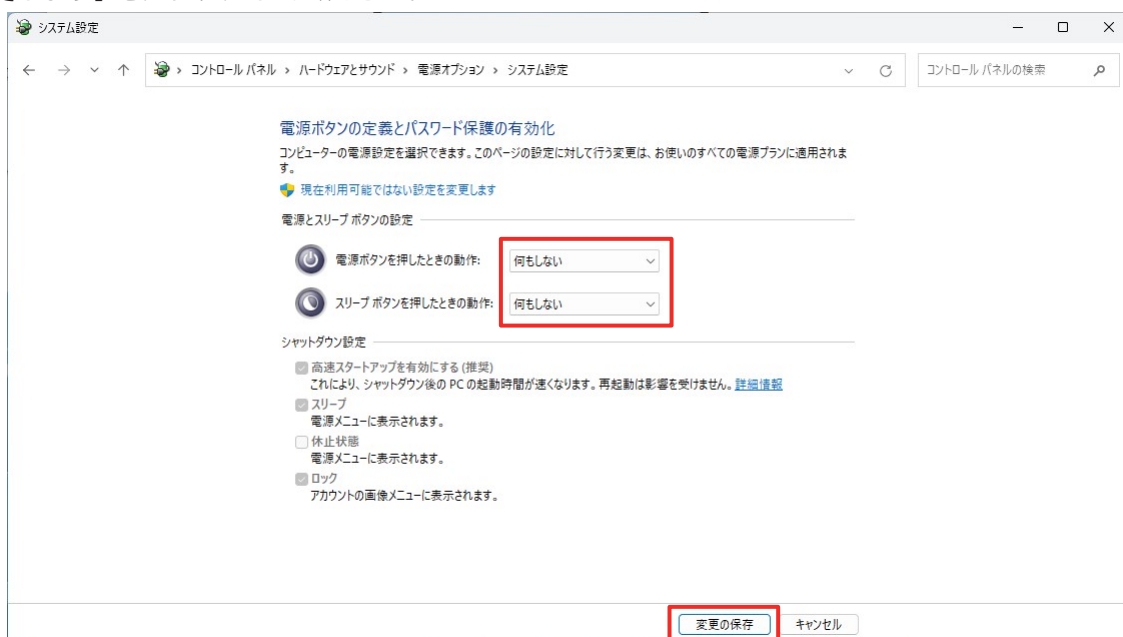 システム設定
コントロール パネル › ハードウェアとサウンド › 電源オプション › システム設定
コントロール パネルの検索
電源ボタンの定義とパスワード保護の有効化
コンピューターの電源設定を選択できます。このページの設定に対して行う変更は、お使いのすべての電源プランに適用されま
す。
現在利用可能ではない設定を変更します
電源とスリープ ボタンの設定
電源ボタンを押したときの動作: 何もしない
スリープ ボタンを押したときの動作: 何もしない
シャットダウン設定
高速スタートアップを有効にする (推奨)
これにより、シャットダウン後の PC の起動時間が速くなります。再起動は影響を受けません。詳細情報
スリープ
電源メニューに表示されます。
休止状態
電源メニューに表示されます。
ロック
アカウントの画像メニューに表示されます。
変更の保存 キャンセル